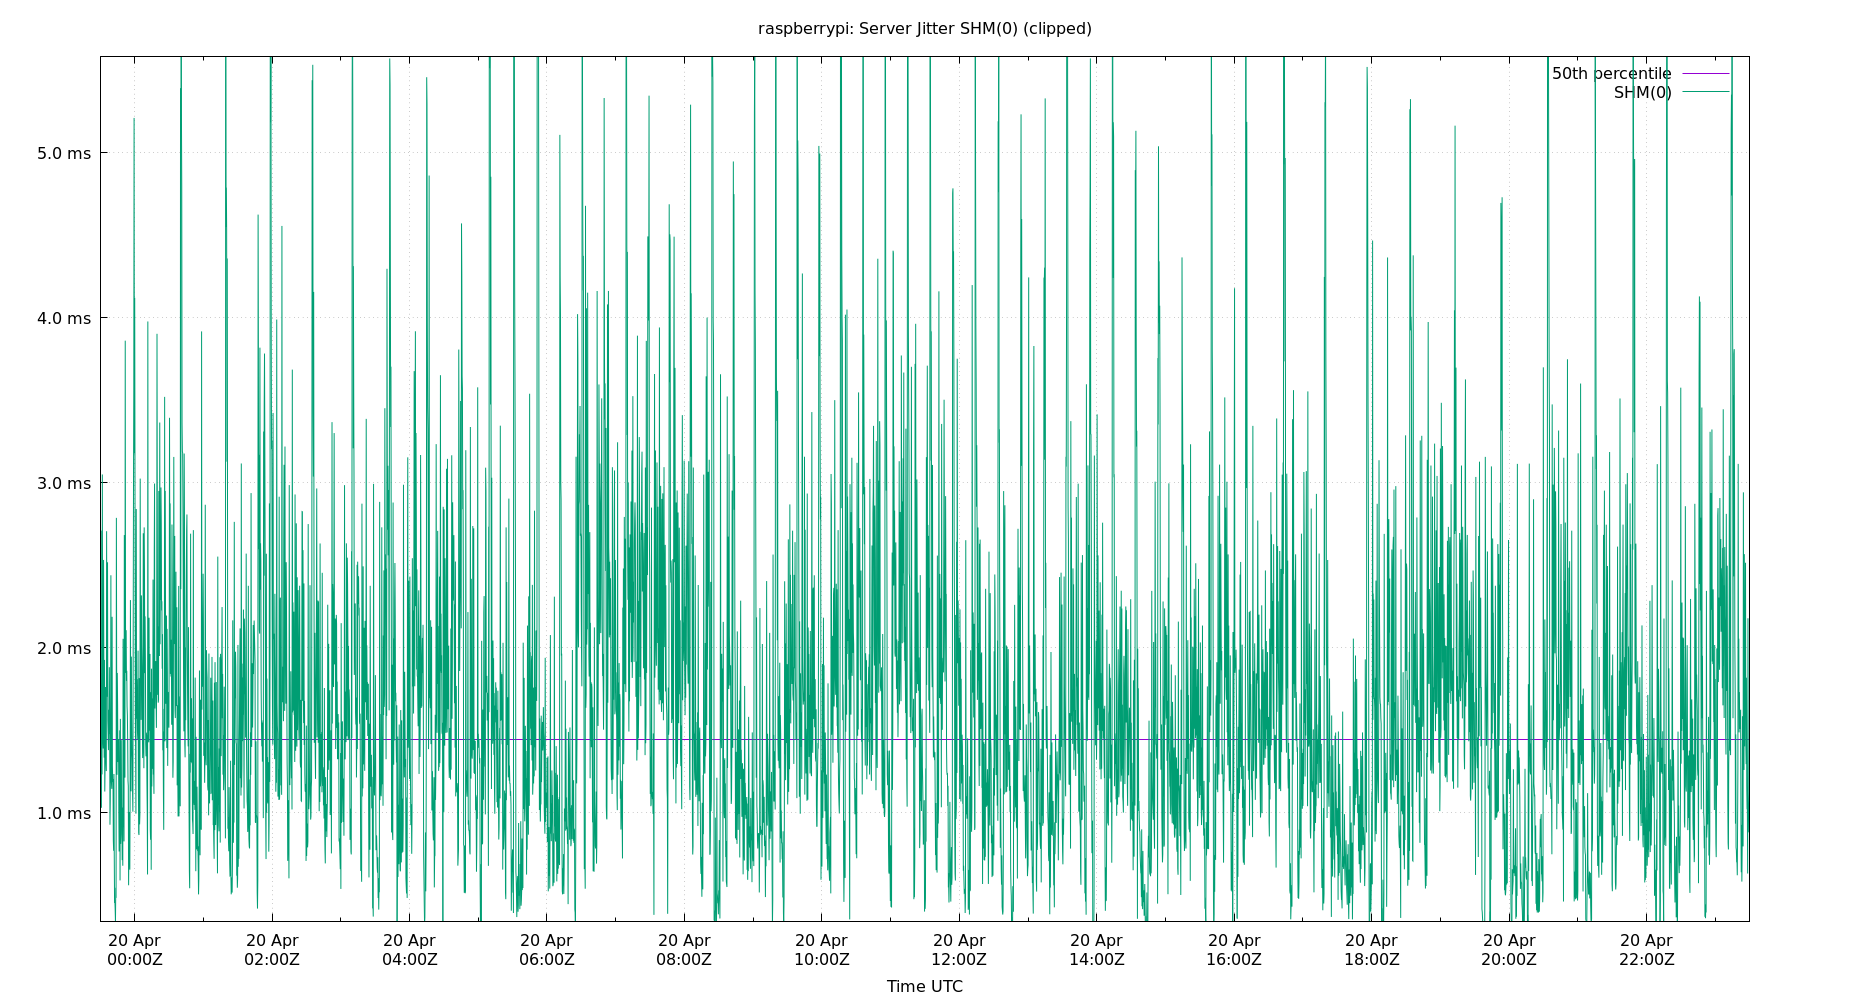 raspberrypi: Server Jitter SHM(0) (clipped)
50th percentile
SHM(0)
5.0 ms
4.0 ms
3.0 ms
2.0 ms
1.0 ms
20 Apr 20 Apr 20 Apr 20 Apr 20 Apr 20 Apr 20 Apr 20 Apr 20 Apr 20 Apr 20 Apr 20 Apr
00:00Z 02:00Z 04:00Z 06:00Z 08:00Z 10:00Z 12:00Z 14:00Z 16:00Z 18:00Z 20:00Z 22:00Z
Time UTC